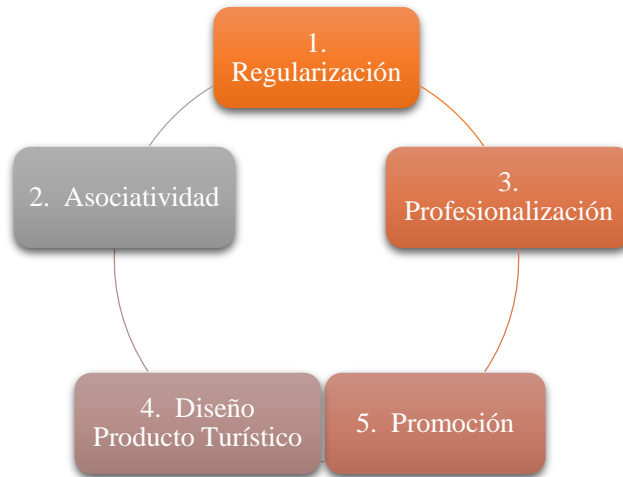 1.
Regularización
2. Asociatividad
3.
Profesionalización
4. Diseño
Producto Turístico
5. Promoción